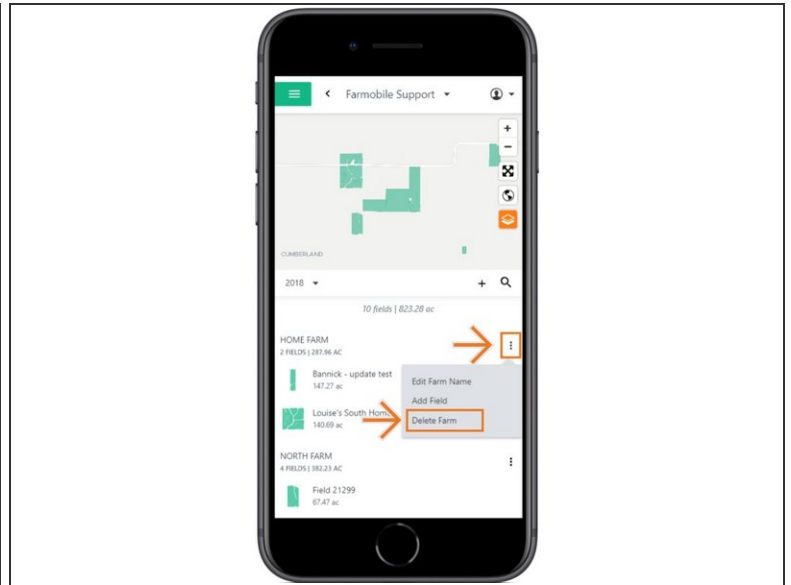 Farmobile Support
CUMBERLAND
2018
10 fields | 823.28 ac
HOME FARM
2 FIELDS | 287.96 AC
Bannick - update test
147.27 ac
Edit Farm Name
Add Field
Louise's South Hom
140.69 ac
Delete Farm
NORTH FARM
4 FIELDS | 382.23 AC
Field 21299
67.47 ac